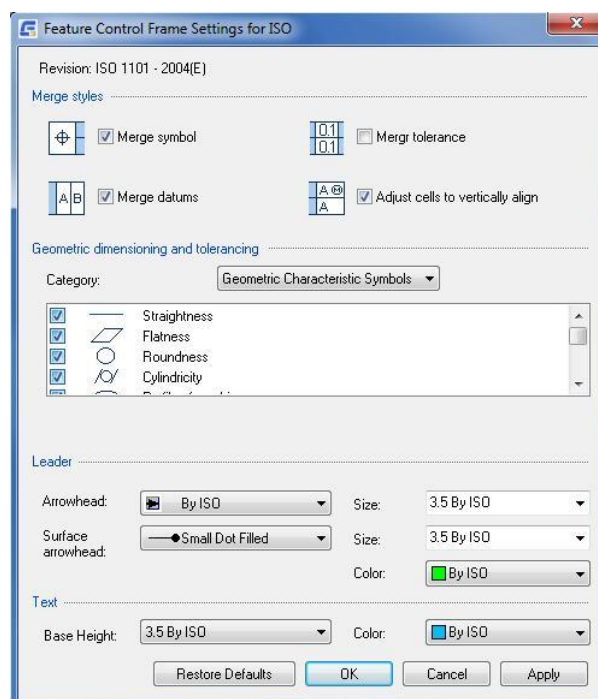 Feature Control Frame Settings for ISO
Revision: ISO 1101 - 2004(E)
Merge styles
Merge symbol
0.1
0.1
Mergr tolerance
A B
Merge datums
A M
A
Adjust cells to vertically align
Geometric dimensioning and tolerancing
Category: Geometric Characteristic Symbols
Straightness
Flatness
Roundness
Cylindricity
Leader
Arrowhead: By ISO Size: 3.5 By ISO
Surface arrowhead: Small Dot Filled Size: 3.5 By ISO
Color: By ISO
Text
Base Height: 3.5 By ISO Color: By ISO
Restore Defaults OK Cancel Apply